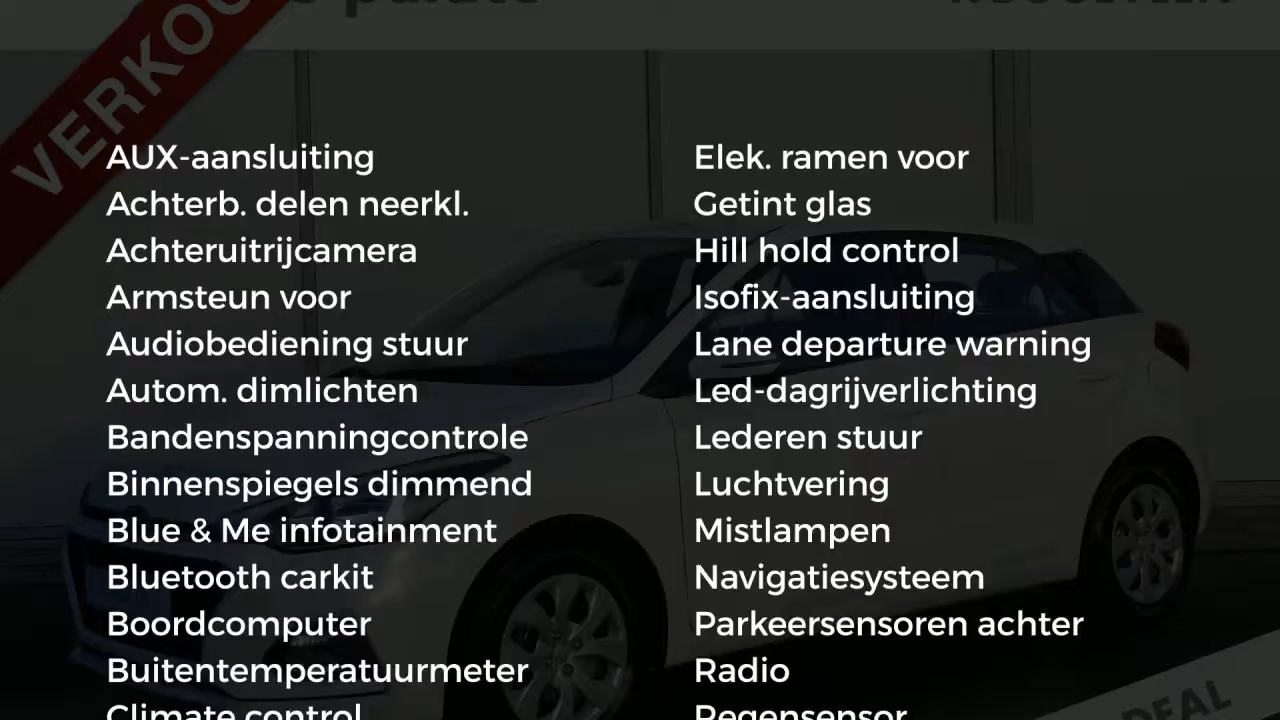 AUX-aansluiting
Achterb. delen neerkl.
Achteruitrijcamera
Armsteun voor
Audiobediening stuur
Autom. dimlichten
Bandenspanningcontrole
Binnenspiegels dimmend
Blue & Me infotainment
Bluetooth carkit
Boordcomputer
Buitentemperatuurmeter
Climate control
Elek. ramen voor
Getint glas
Hill hold control
Isofix-aansluiting
Lane departure warning
Led-dagrijverlichting
Lederen stuur
Luchtvering
Mistlampen
Navigatiesysteem
Parkeersensoren achter
Radio
Regensensor
DEAL